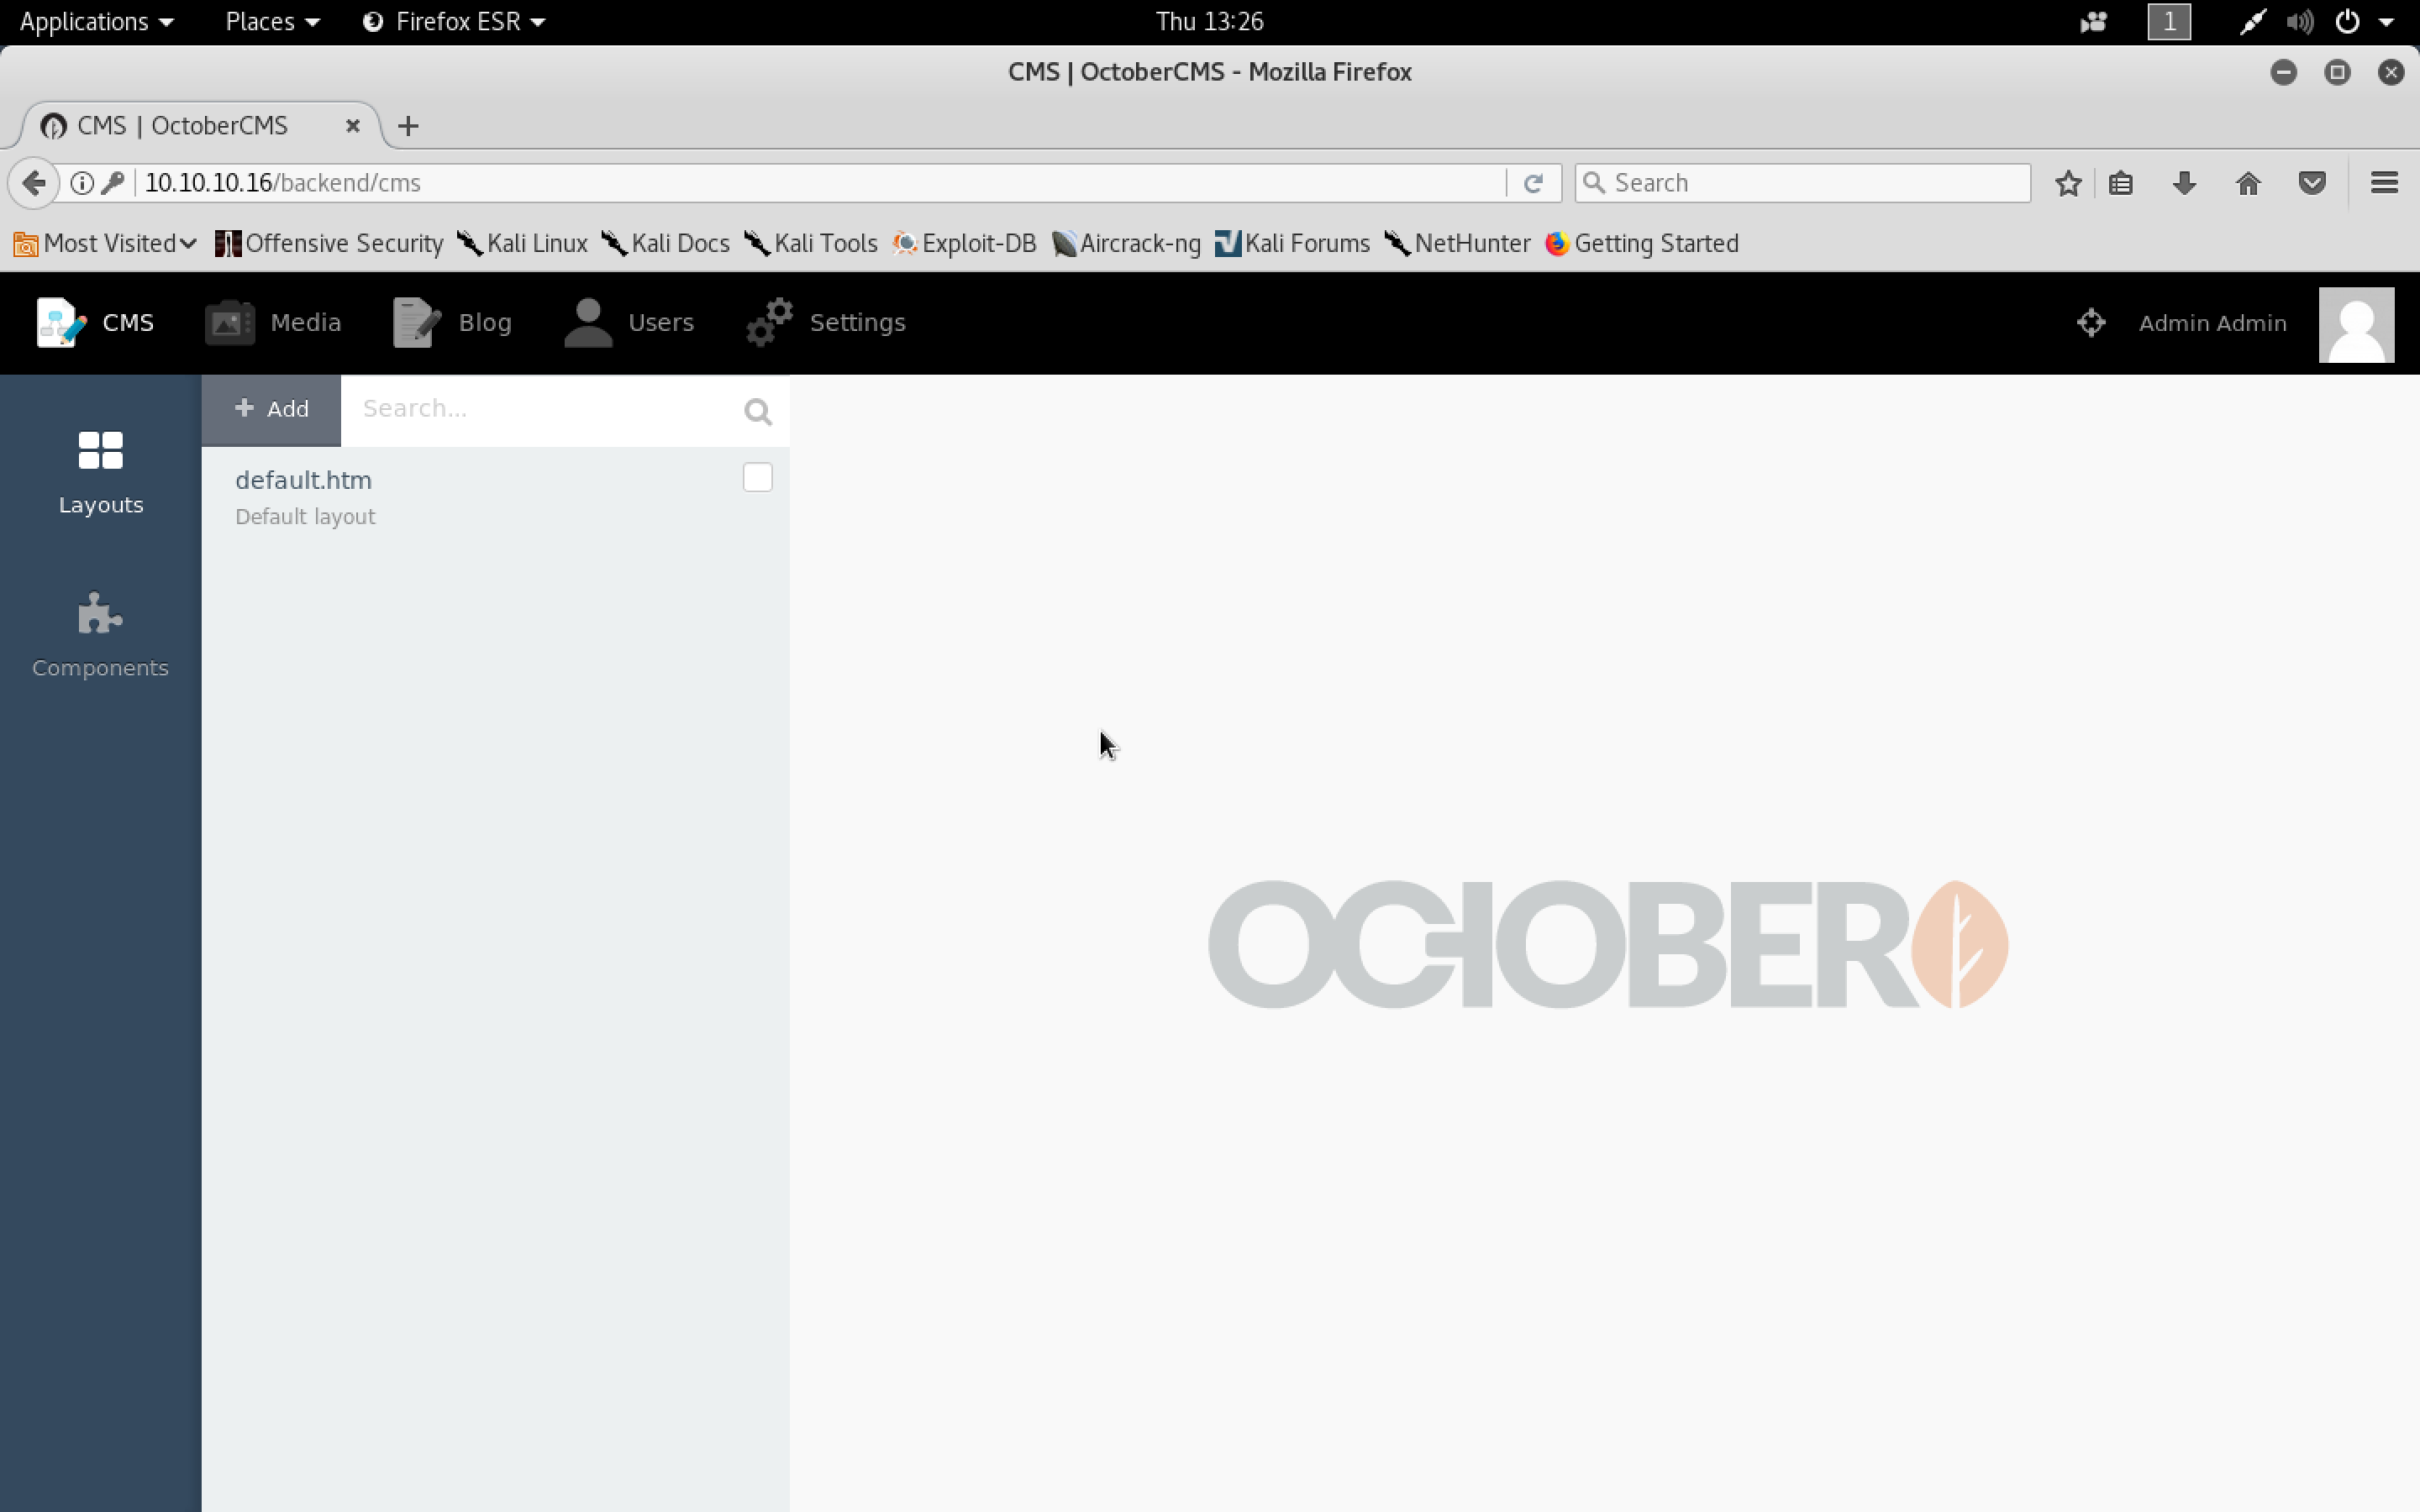 Applications Places Firefox ESR Thu 13:26 1
CMS | OctoberCMS - Mozilla Firefox
CMS | OctoberCMS
10.10.10.16/backend/cms Search
Most Visited Offensive Security Kali Linux Kali Docs Kali Tools Exploit-DB Aircrack-ng Kali Forums NetHunter Getting Started
CMS Media Blog Users Settings Admin Admin
Add Search...
default.htm
Default layout
Layouts
Components
OCTOBER